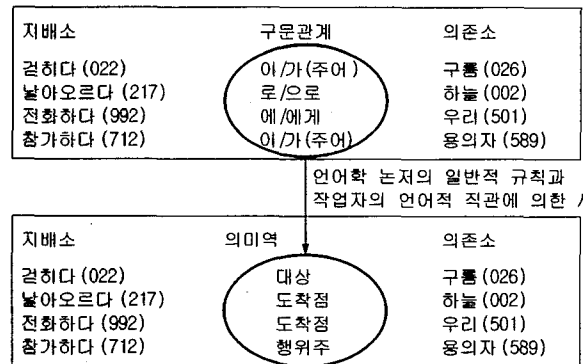 지배소 구문관계 의존소
걷히다 (022) 이/가(주어) 구름 (026)
날아오르다 (217) 로/으로 하늘 (002)
전화하다 (992) 에/에게 우리 (501)
참가하다 (712) 이/가(주어) 용의자 (589)
언어학 논저의 일반적 규칙과
작업자의 언어적 직관에 의한
지배소 의미역 의존소
걷히다 (022) 대상 구름 (026)
날아오르다 (217) 도착점 하늘 (002)
전화하다 (992) 도착점 우리 (501)
참가하다 (712) 행위주 용의자 (589)